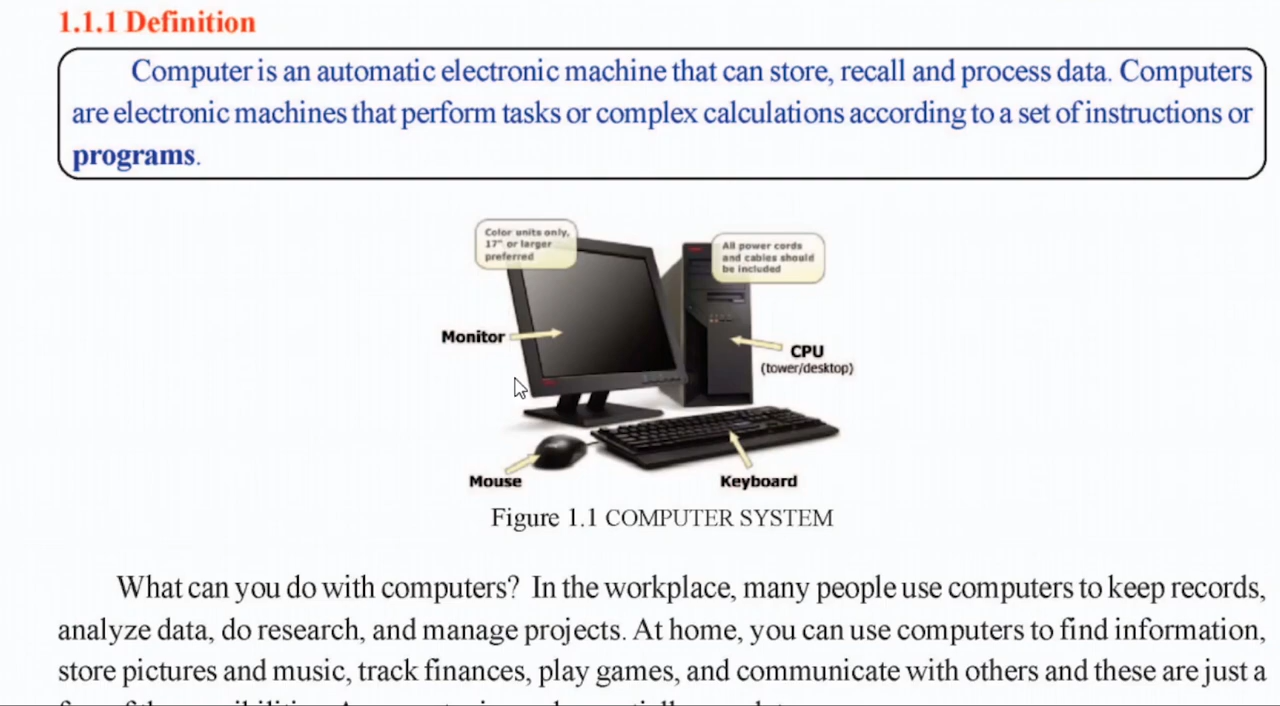 1.1.1 Definition
Computer is an automatic electronic machine that can store, recall and process data. Computers
are electronic machines that perform tasks or complex calculations according to a set of instructions or
programs.
Color units only,
17" or larger
preferred
All power cords
and cables should
be included
Monitor
CPU
(tower/desktop)
Mouse
Keyboard
Figure 1.1 COMPUTER SYSTEM
What can you do with computers? In the workplace, many people use computers to keep records,
analyze data, do research, and manage projects. At home, you can use computers to find information,
store pictures and music, track finances, play games, and communicate with others and these are just a